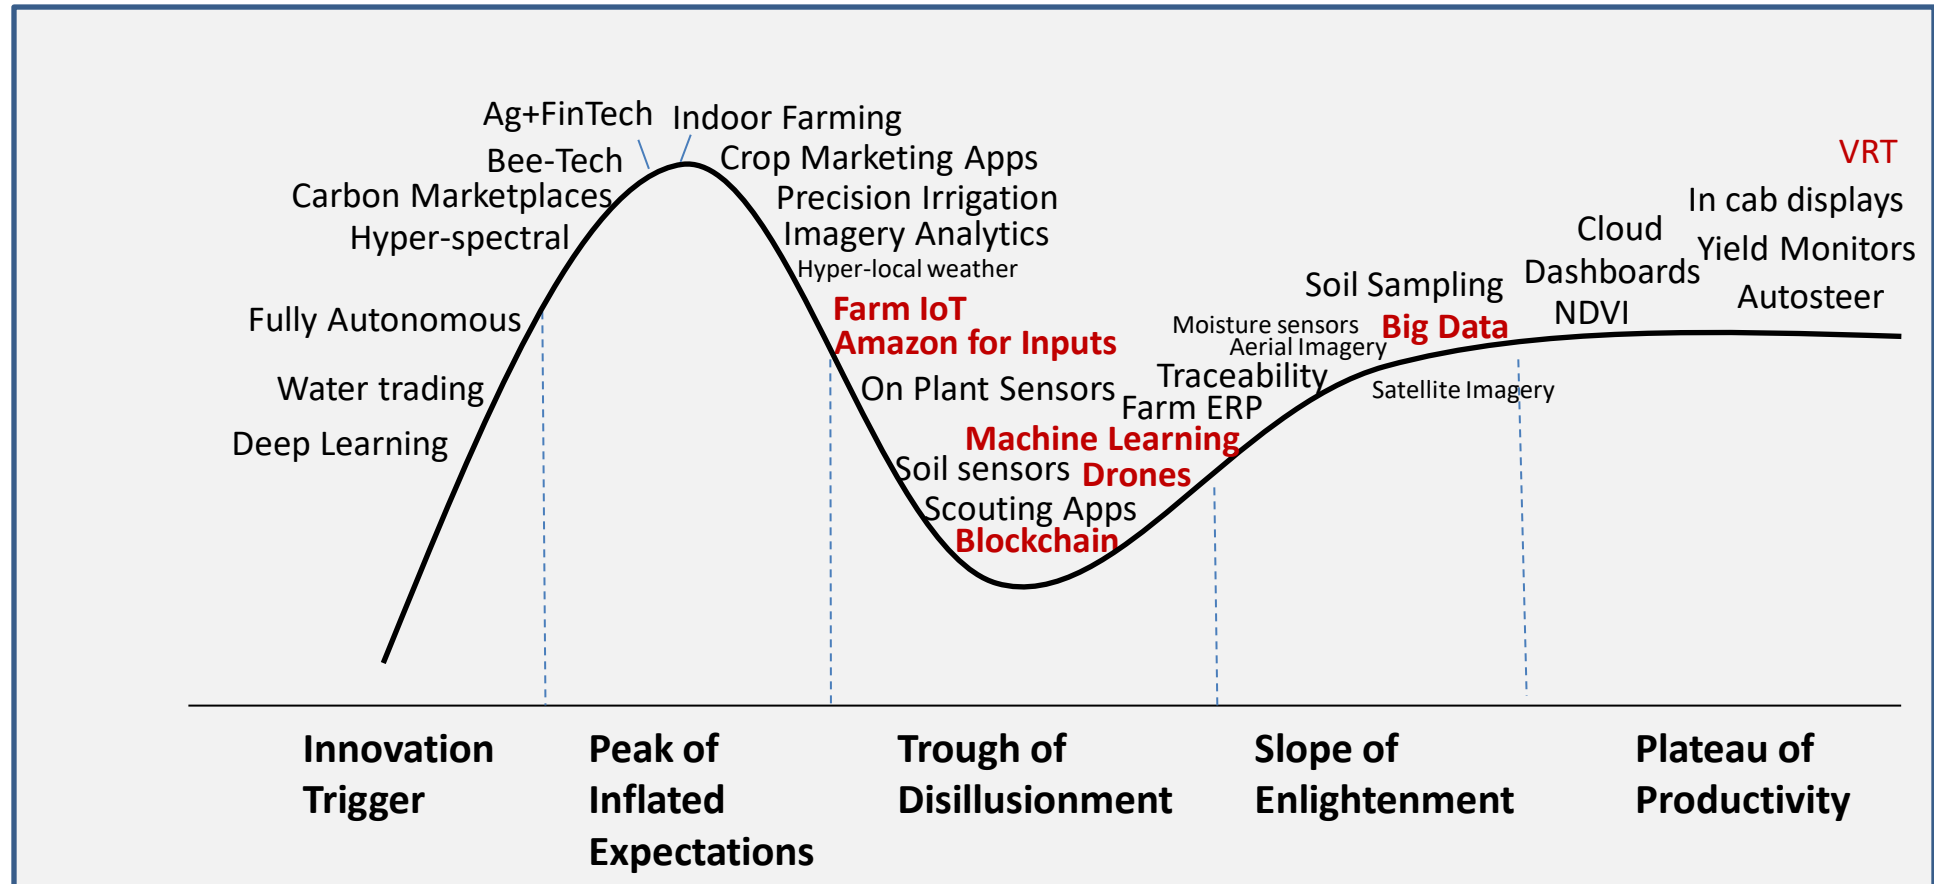 Ag+FinTech
Indoor Farming
Bee-Tech
Crop Marketing Apps
Carbon Marketplaces
Precision Irrigation
Hyper-spectral
Imagery Analytics
Hyper-local weather
Fully Autonomous
Farm IoT
Amazon for Inputs
Water trading
On Plant Sensors
Deep Learning
Farm ERP
Machine Learning
Soil sensors
Drones
Scouting Apps
Blockchain
Traceability
Aerial Imagery
Moisture sensors
Soil Sampling
Big Data
Satellite Imagery
Cloud
Dashboards
NDVI
VRT
In cab displays
Yield Monitors
Autosteer
Innovation
Trigger
Peak of
Inflated
Expectations
Trough of
Disillusionment
Slope of
Enlightenment
Plateau of
Productivity